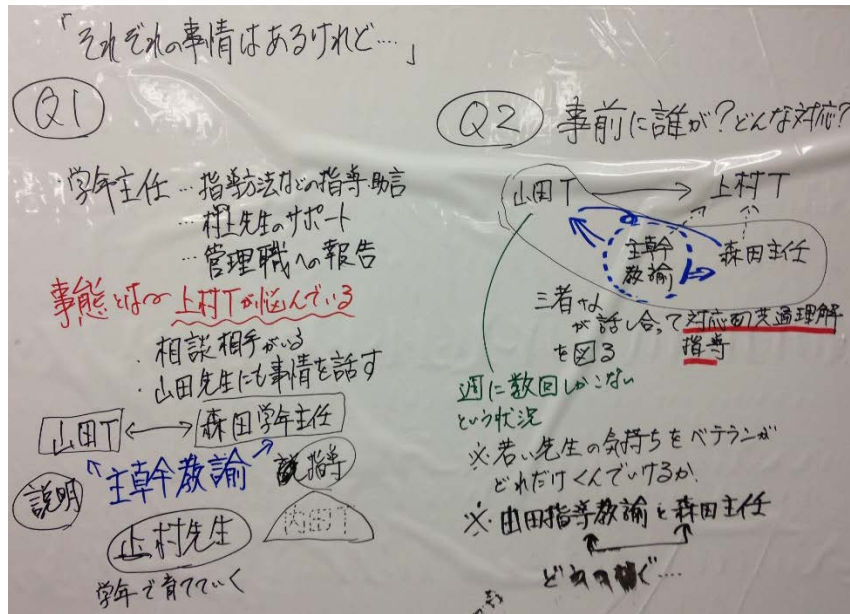 「それぞれの事情はあるけれど…」
Q1
・学年主任…指導方法などの指導・助言
…村上先生のサポート
…管理職への報告
事態とは〜上村Tが悩んでいる
・相談相手がいる
・山田先生にも事情を話す
山田T ↔ 森田学年主任
主幹教諭
説明
指導
上村先生
内田T
学年で育てていく
Q2 事前に誰が?どんな対応?
山田T → 上村T
主幹教諭
森田主任
三者
が話し合って対応の共通理解
を図る 指導
週に数回しかこない
という状況
※若い先生の気持ちをベテランが
どれだけくんでいけるか
※・山田指導教諭と森田主任